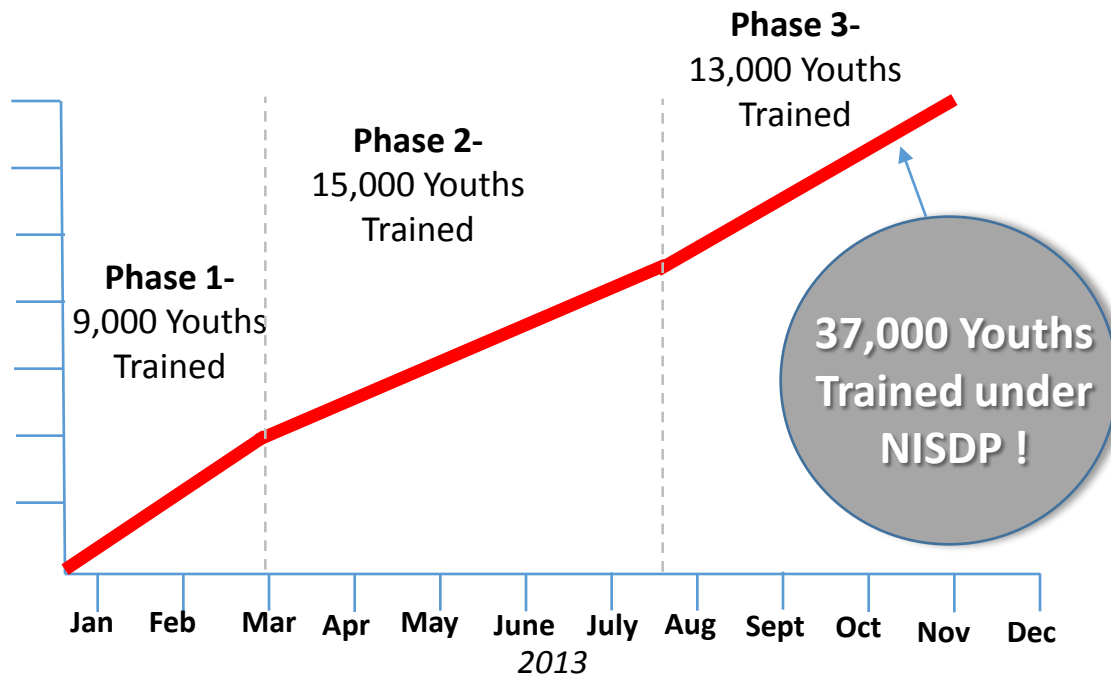 Phase 1-
9,000 Youths
Trained
Phase 2-
15,000 Youths
Trained
Phase 3-
13,000 Youths
Trained
37,000 Youths
Trained under
NISDP !
Jan Feb Mar Apr May June July Aug Sept Oct Nov Dec
2013